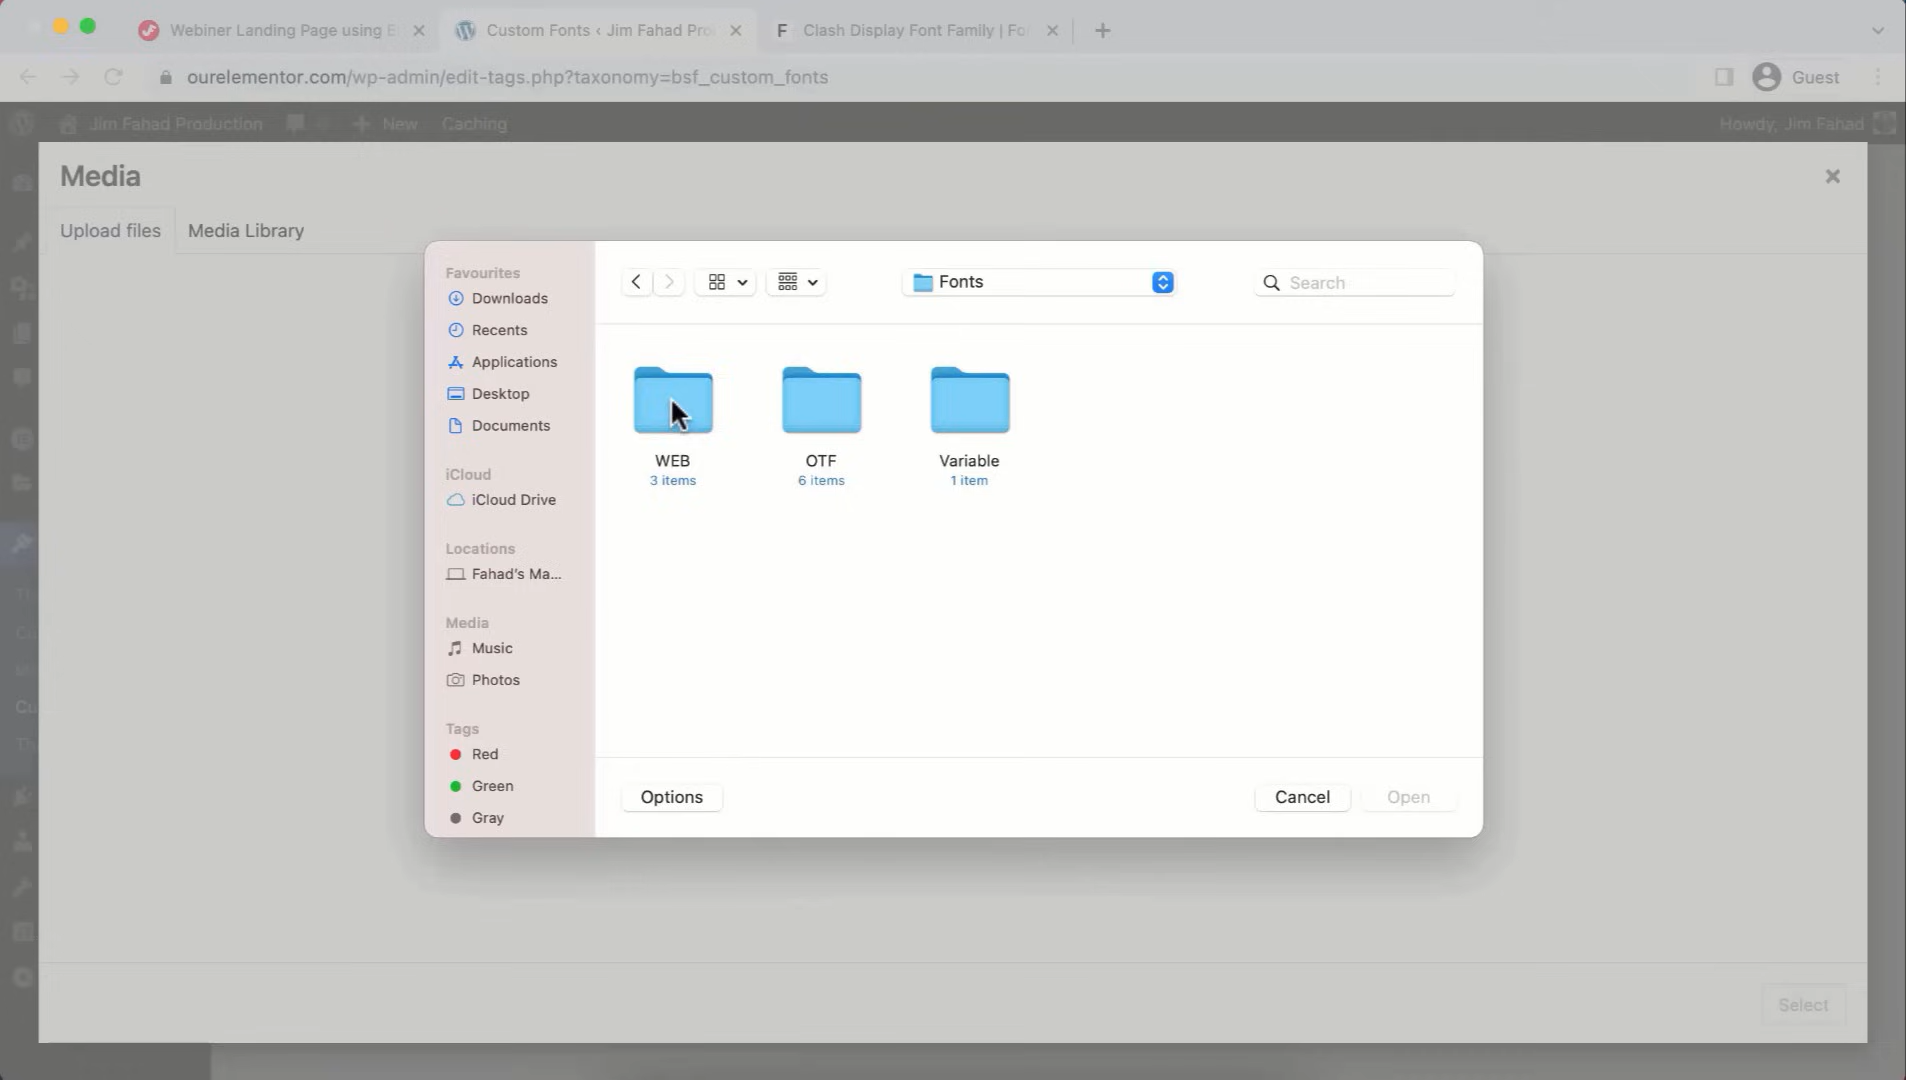 Webiner Landing Page using E
Custom Fonts ‹ Jim Fahad Pro
F Clash Display Font Family | Fo
ourelementor.com/wp-admin/edit-tags.php?taxonomy=bsf_custom_fonts
Guest
Jim Fahad Production
New
Caching
Howdy, Jim Fahad
Media
Upload files
Media Library
Favourites
Downloads
Recents
Applications
Desktop
Documents
iCloud
iCloud Drive
Locations
Fahad's Ma...
Media
Music
Photos
Tags
Red
Green
Gray
Fonts
Search
WEB
3 items
OTF
6 items
Variable
1 item
Options
Cancel
Open
Select